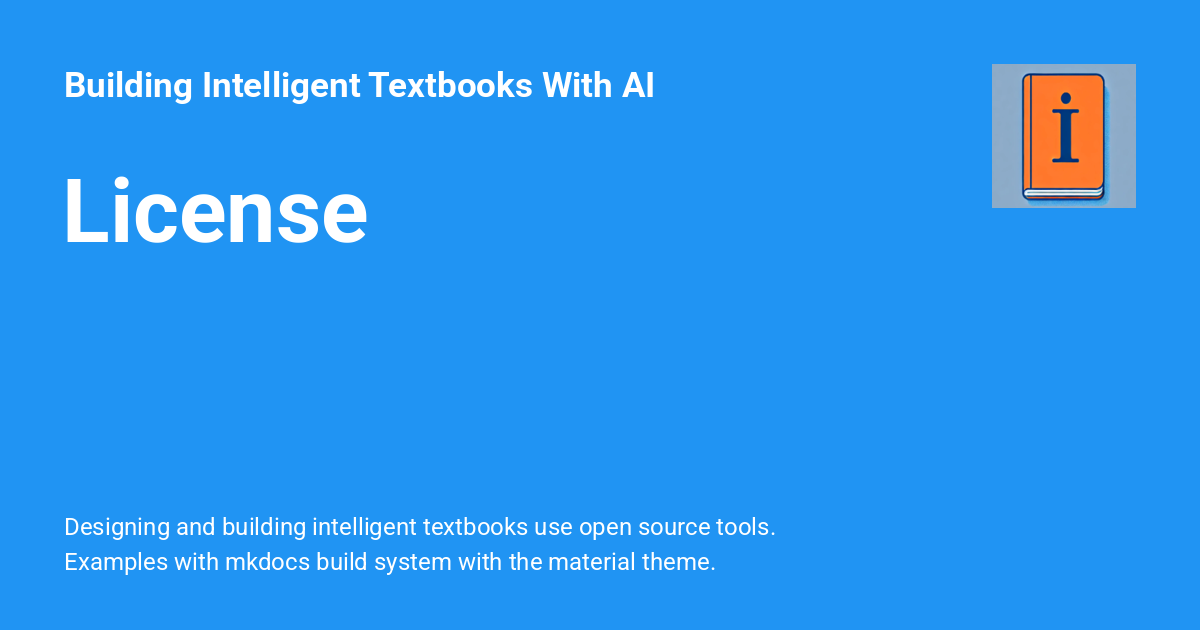 Building Intelligent Textbooks With AI
i
License
Designing and building intelligent textbooks use open source tools.
Examples with mkdocs build system with the material theme.